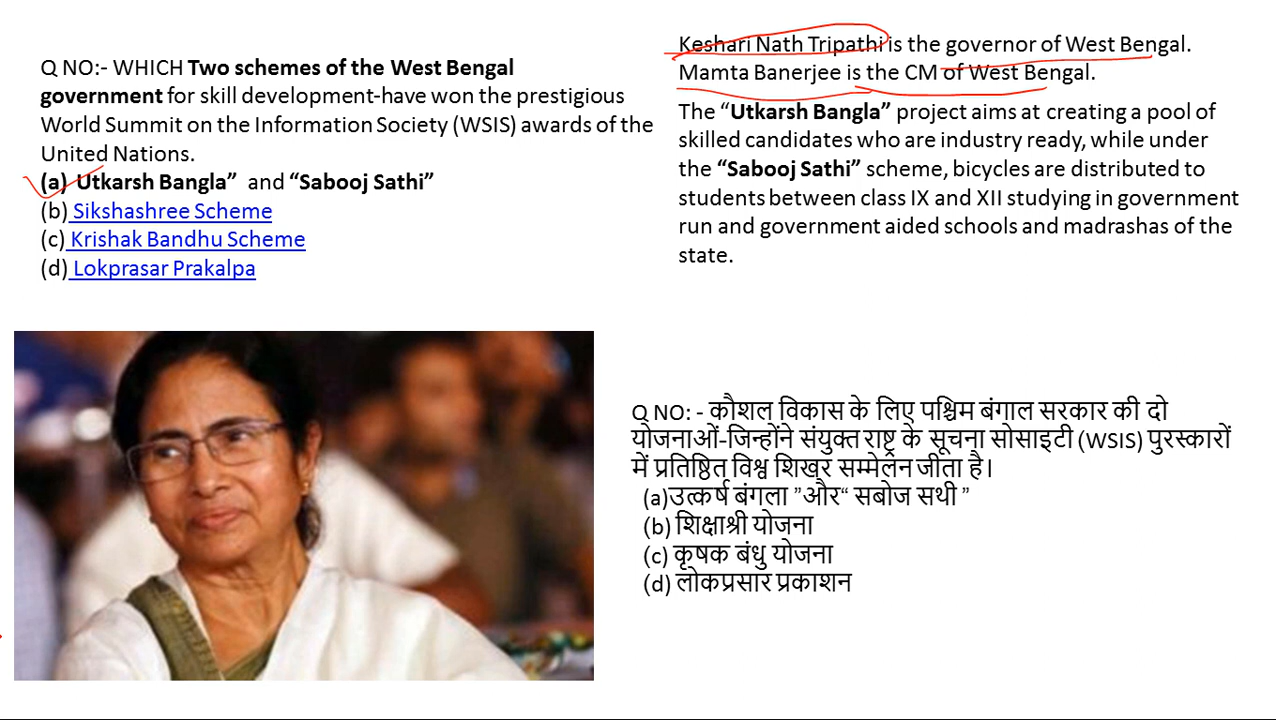 Q NO:- WHICH Two schemes of the West Bengal
government for skill development-have won the prestigious
World Summit on the Information Society (WSIS) awards of the
United Nations.
(a) Utkarsh Bangla” and “Sabooj Sathi”
(b) Sikshashree Scheme
(c) Krishak Bandhu Scheme
(d) Lokprasar Prakalpa
Keshari Nath Tripathi is the governor of West Bengal.
Mamta Banerjee is the CM of West Bengal.
The “Utkarsh Bangla” project aims at creating a pool of
skilled candidates who are industry ready, while under
the “Sabooj Sathi” scheme, bicycles are distributed to
students between class IX and XII studying in government
run and government aided schools and madrashas of the
state.
Q NO: - कौशल विकास के लिए पश्चिम बंगाल सरकार की दो
योजनाओं-जिन्होंने संयुक्त राष्ट्र के सूचना सोसाइटी (WSIS) पुरस्कारों
में प्रतिष्ठित विश्व शिखर सम्मेलन जीता है।
(a)उत्कर्ष बंगला ”और“ सबोज सथी ”
(b) शिक्षाश्री योजना
(c) कृषक बंधु योजना
(d) लोकप्रसार प्रकाशन